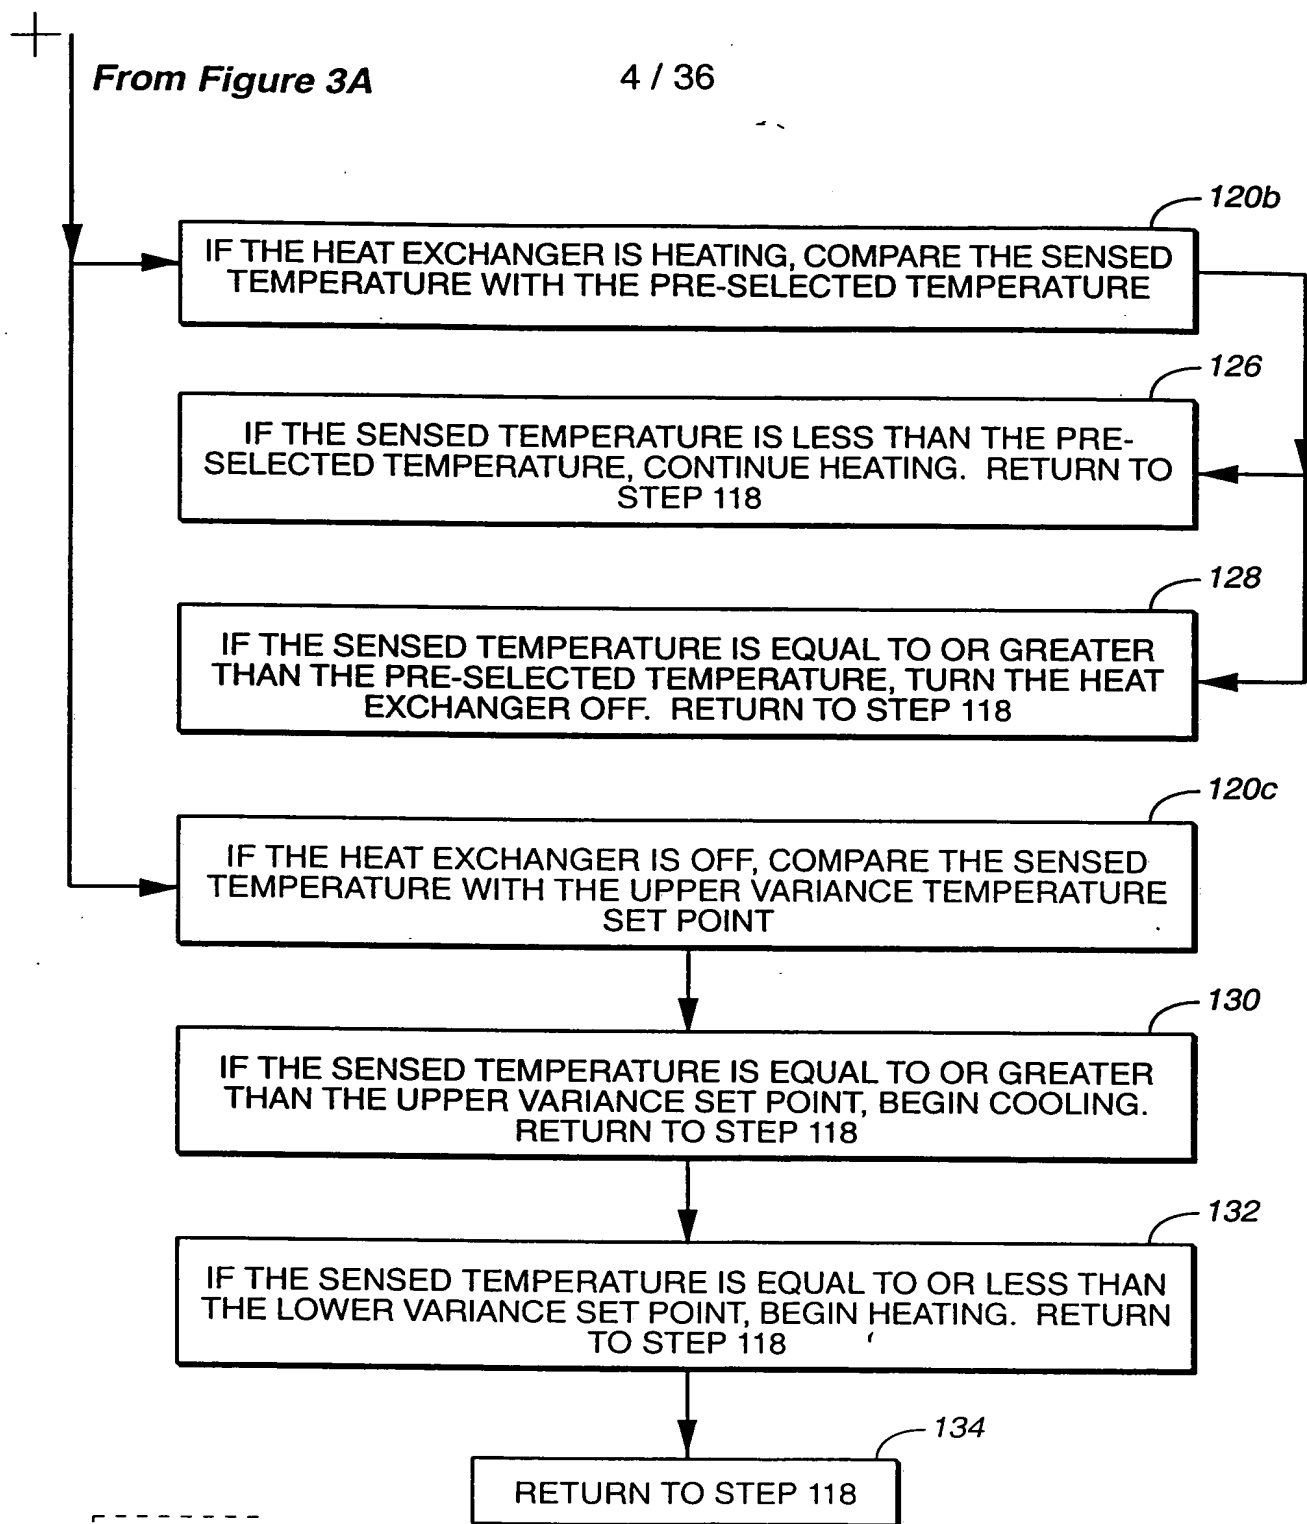 From Figure 3A
4 / 36
120b
IF THE HEAT EXCHANGER IS HEATING, COMPARE THE SENSED
TEMPERATURE WITH THE PRE-SELECTED TEMPERATURE
126
IF THE SENSED TEMPERATURE IS LESS THAN THE PRE-
SELECTED TEMPERATURE, CONTINUE HEATING. RETURN TO
STEP 118
128
IF THE SENSED TEMPERATURE IS EQUAL TO OR GREATER
THAN THE PRE-SELECTED TEMPERATURE, TURN THE HEAT
EXCHANGER OFF. RETURN TO STEP 118
120c
IF THE HEAT EXCHANGER IS OFF, COMPARE THE SENSED
TEMPERATURE WITH THE UPPER VARIANCE TEMPERATURE
SET POINT
130
IF THE SENSED TEMPERATURE IS EQUAL TO OR GREATER
THAN THE UPPER VARIANCE SET POINT, BEGIN COOLING.
RETURN TO STEP 118
132
IF THE SENSED TEMPERATURE IS EQUAL TO OR LESS THAN
THE LOWER VARIANCE SET POINT, BEGIN HEATING. RETURN
TO STEP 118
134
RETURN TO STEP 118